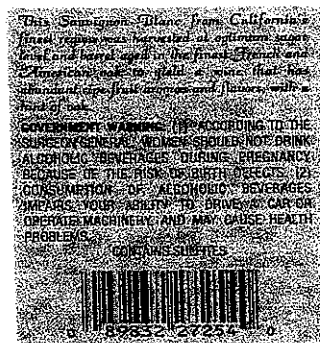 This Sauvignon Blanc from California's
finest region was harvested at optimum sugar
level and barrel aged in the finest French and
American oak to yield a wine that has
abundant ripe fruit aromas and flavors with a
hint of oak.
GOVERNMENT WARNING: (1) ACCORDING TO THE
SURGEON GENERAL, WOMEN SHOULD NOT DRINK
ALCOHOLIC BEVERAGES DURING PREGNANCY
BECAUSE OF THE RISK OF BIRTH DEFECTS. (2)
CONSUMPTION OF ALCOHOLIC BEVERAGES
IMPAIRS YOUR ABILITY TO DRIVE A CAR OR
OPERATE MACHINERY, AND MAY CAUSE HEALTH
PROBLEMS.
CONTAINS SULFITES
0 89832 27254 0